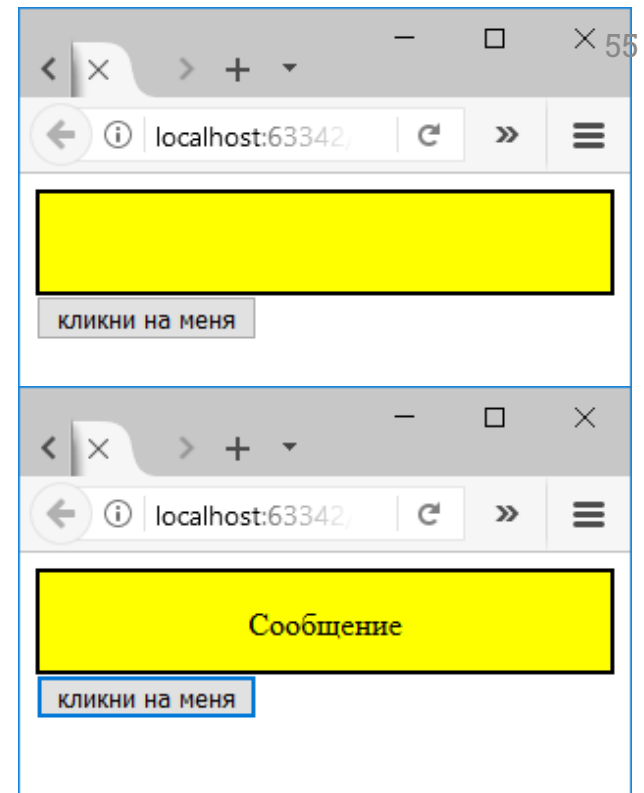 55
localhost:63342/
кликни на меня
localhost:63342/
Сообщение
кликни на меня